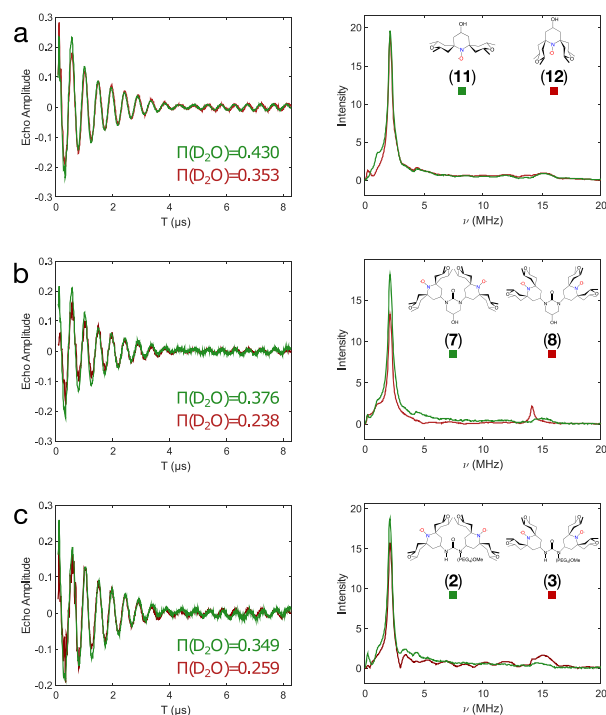 a
0.3
0.2
0.1
0
-0.1
-0.2
-0.3
Echo Amplitude
Π(D₂O)=0.430
Π(D₂O)=0.353
0 2 4 6 8
T (µs)
20
15
10
5
0
Intensity
OH
OH
N
N
(11)
(12)
0 5 10 15 20
ν (MHz)
b
0.3
0.2
0.1
0
-0.1
-0.2
-0.3
Echo Amplitude
Π(D₂O)=0.376
Π(D₂O)=0.238
0 2 4 6 8
T (µs)
15
10
5
0
Intensity
OH
OH
(7)
(8)
0 5 10 15 20
ν (MHz)
c
0.3
0.2
0.1
0
-0.1
-0.2
Echo Amplitude
Π(D₂O)=0.349
Π(D₂O)=0.259
0 2 4 6 8
T (µs)
20
15
10
5
0
Intensity
(2)
(3)
0 5 10 15 20
ν (MHz)